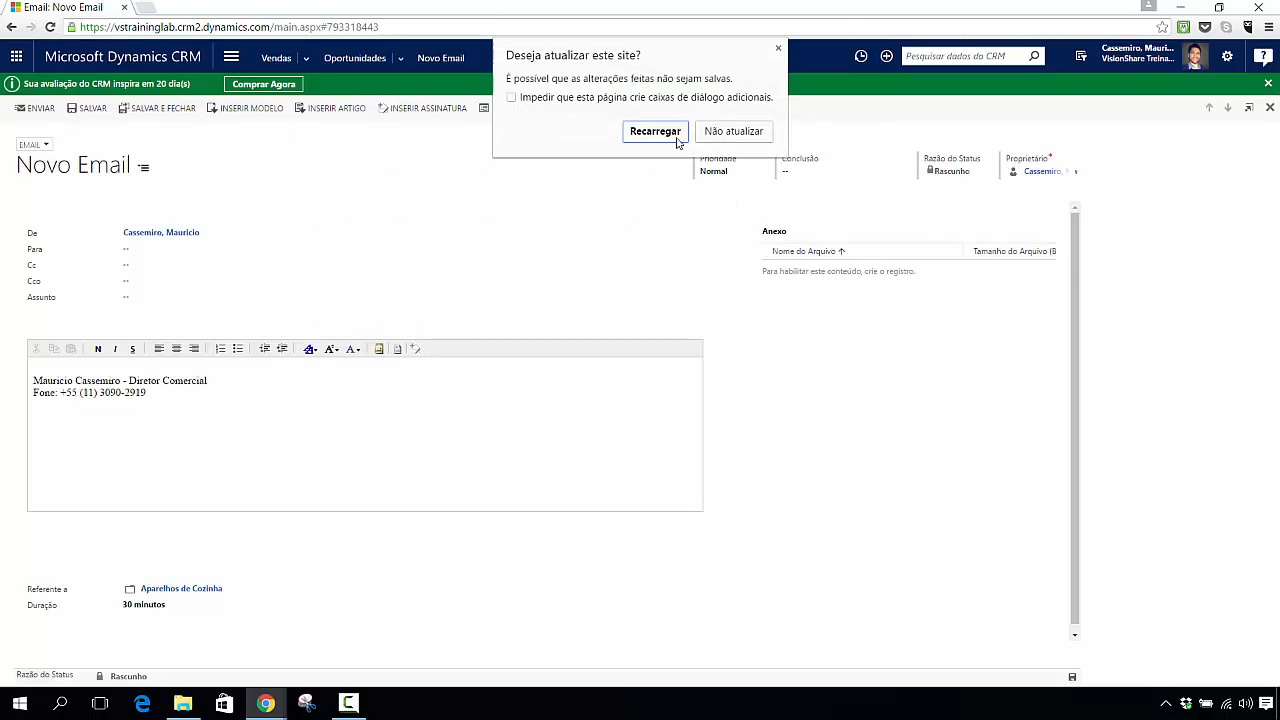 Email: Novo Email
https://vstraininglab.crm2.dynamics.com/main.aspx#793318443
Microsoft Dynamics CRM
Vendas
Oportunidades
Novo Email
Pesquisar dados do CRM
Cassemiro, Mauri...
VisionShare Treina...
Deseja atualizar este site?
É possível que as alterações feitas não sejam salvas.
Impedir que esta página crie caixas de diálogo adicionais.
Recarregar
Não atualizar
Sua avaliação do CRM inspira em 20 dia(s)
Comprar Agora
ENVIAR
SALVAR
SALVAR E FECHAR
INSERIR MODELO
INSERIR ARTIGO
INSERIR ASSINATURA
EMAIL
Novo Email
Prioridade
Normal
Conclusão
--
Razão do Status
Rascunho
Proprietário*
Cassemiro, M
De
Cassemiro, Mauricio
Para
--
Cc
--
Cco
--
Assunto
--
Anexo
Nome do Arquivo
Tamanho do Arquivo (B
Para habilitar este conteúdo, crie o registro.
N I S
A A
Mauricio Cassemiro - Diretor Comercial
Fone: +55 (11) 3090-2919
Referente a
Aparelhos de Cozinha
Duração
30 minutos
Razão do Status
Rascunho